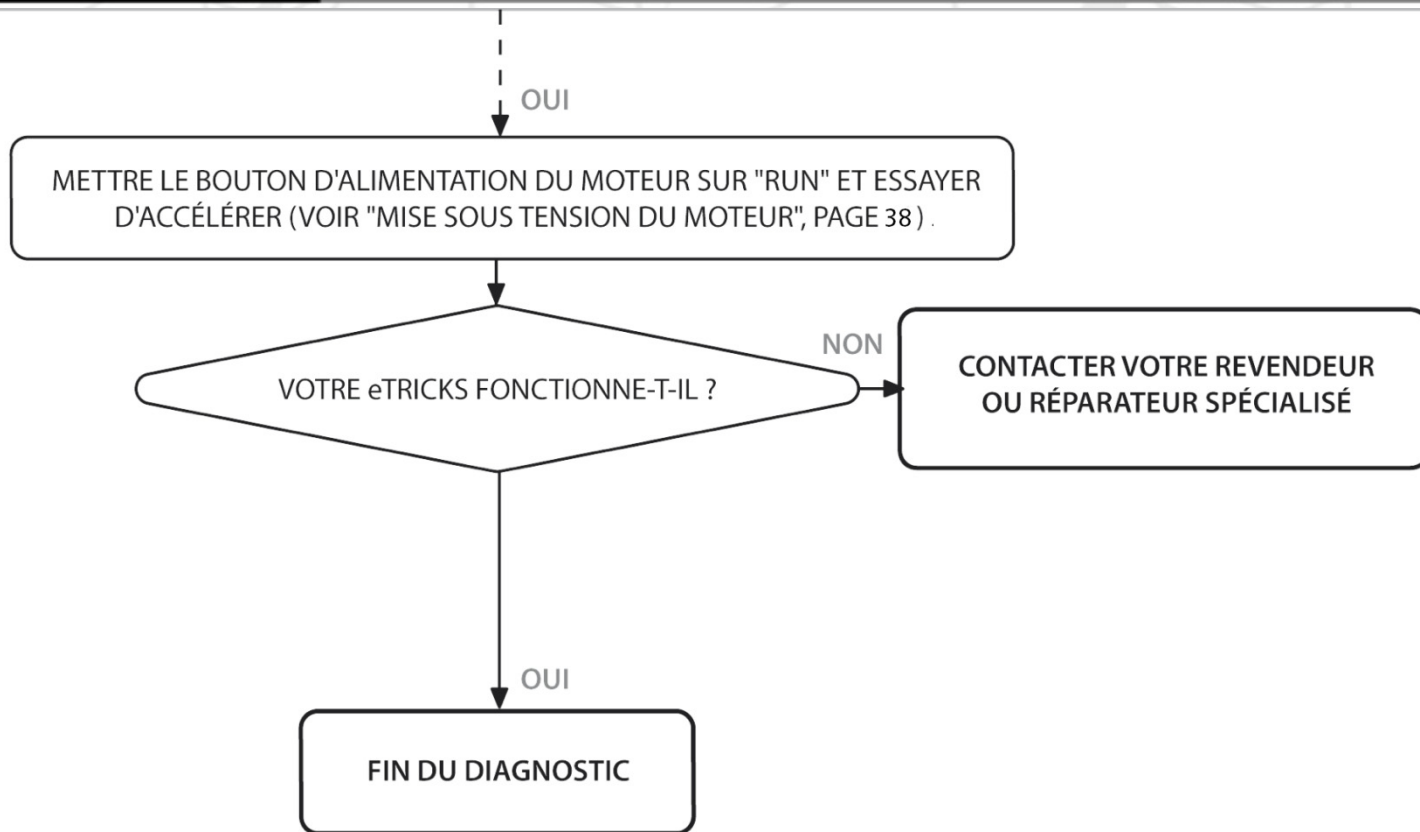 OUI
METTRE LE BOUTON D'ALIMENTATION DU MOTEUR SUR "RUN" ET ESSAYER
D'ACCÉLÉRER (VOIR "MISE SOUS TENSION DU MOTEUR", PAGE 38 ) .
VOTRE eTRICKS FONCTIONNE-T-IL ?
NON
CONTACTER VOTRE REVENDEUR
OU RÉPARATEUR SPÉCIALISÉ
OUI
FIN DU DIAGNOSTIC